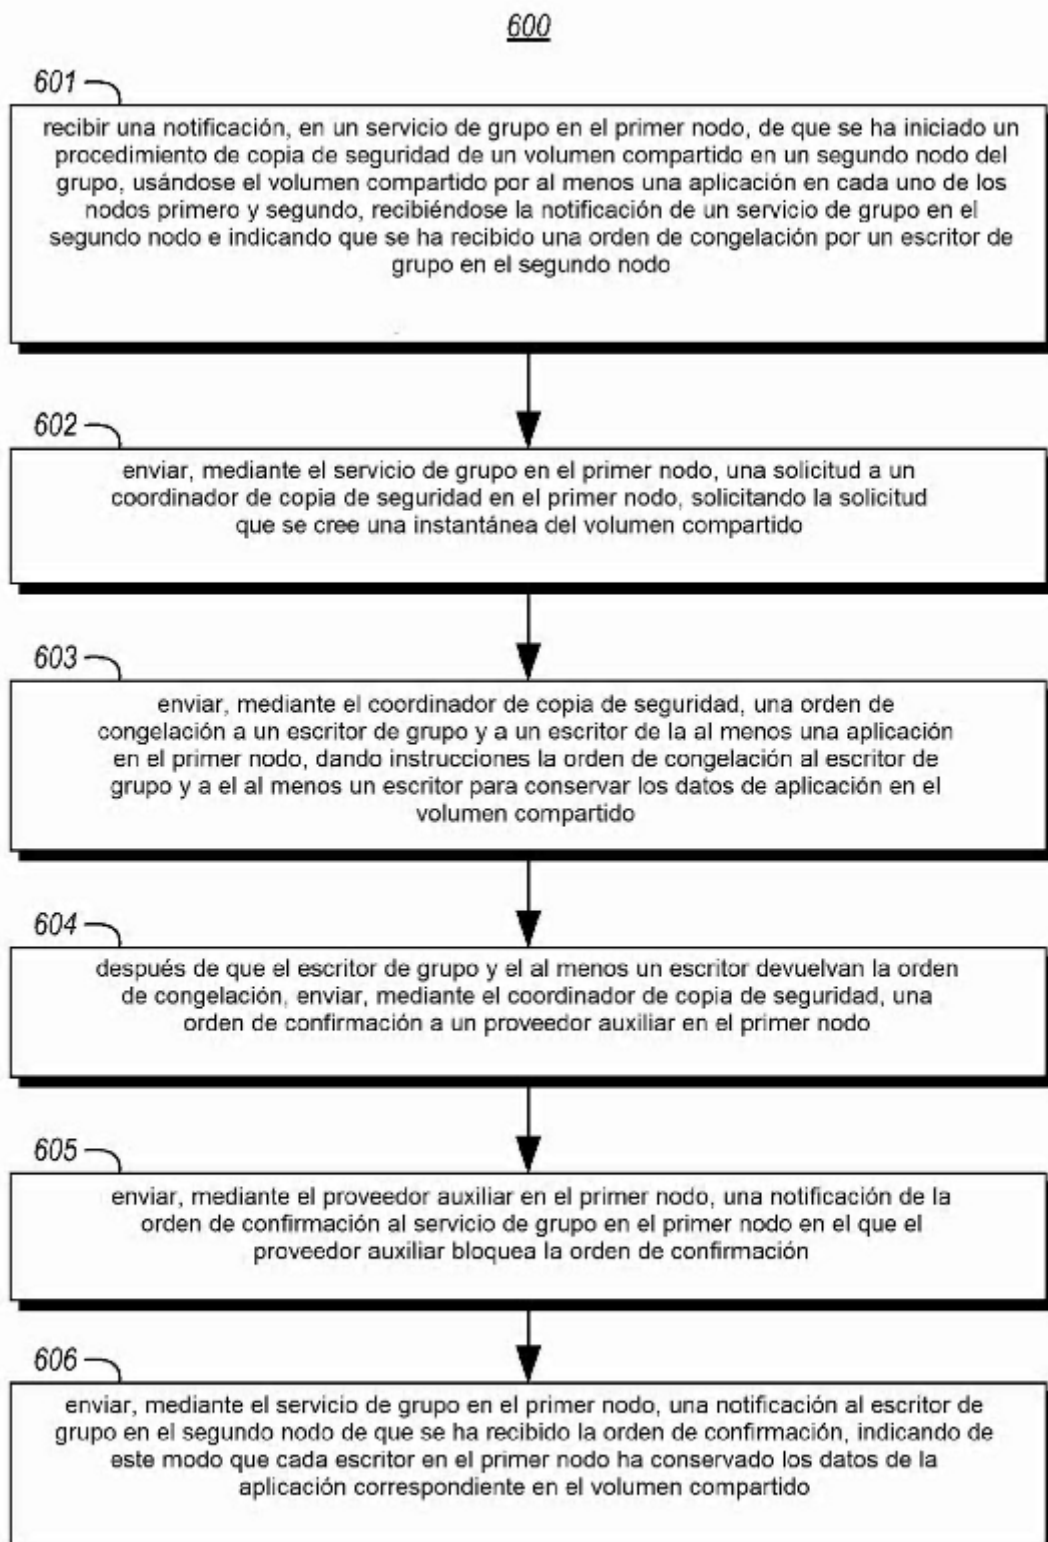 600
601
recibir una notificación, en un servicio de grupo en el primer nodo, de que se ha iniciado un
procedimiento de copia de seguridad de un volumen compartido en un segundo nodo del
grupo, usándose el volumen compartido por al menos una aplicación en cada uno de los
nodos primero y segundo, recibiéndose la notificación de un servicio de grupo en el
segundo nodo e indicando que se ha recibido una orden de congelación por un escritor de
grupo en el segundo nodo
602
enviar, mediante el servicio de grupo en el primer nodo, una solicitud a un
coordinador de copia de seguridad en el primer nodo, solicitando la solicitud
que se cree una instantánea del volumen compartido
603
enviar, mediante el coordinador de copia de seguridad, una orden de
congelación a un escritor de grupo y a un escritor de la al menos una aplicación
en el primer nodo, dando instrucciones la orden de congelación al escritor de
grupo y a el al menos un escritor para conservar los datos de aplicación en el
volumen compartido
604
después de que el escritor de grupo y el al menos un escritor devuelvan la orden
de congelación, enviar, mediante el coordinador de copia de seguridad, una
orden de confirmación a un proveedor auxiliar en el primer nodo
605
enviar, mediante el proveedor auxiliar en el primer nodo, una notificación de la
orden de confirmación al servicio de grupo en el primer nodo en el que el
proveedor auxiliar bloquea la orden de confirmación
606
enviar, mediante el servicio de grupo en el primer nodo, una notificación al escritor de
grupo en el segundo nodo de que se ha recibido la orden de confirmación, indicando de
este modo que cada escritor en el primer nodo ha conservado los datos de la
aplicación correspondiente en el volumen compartido